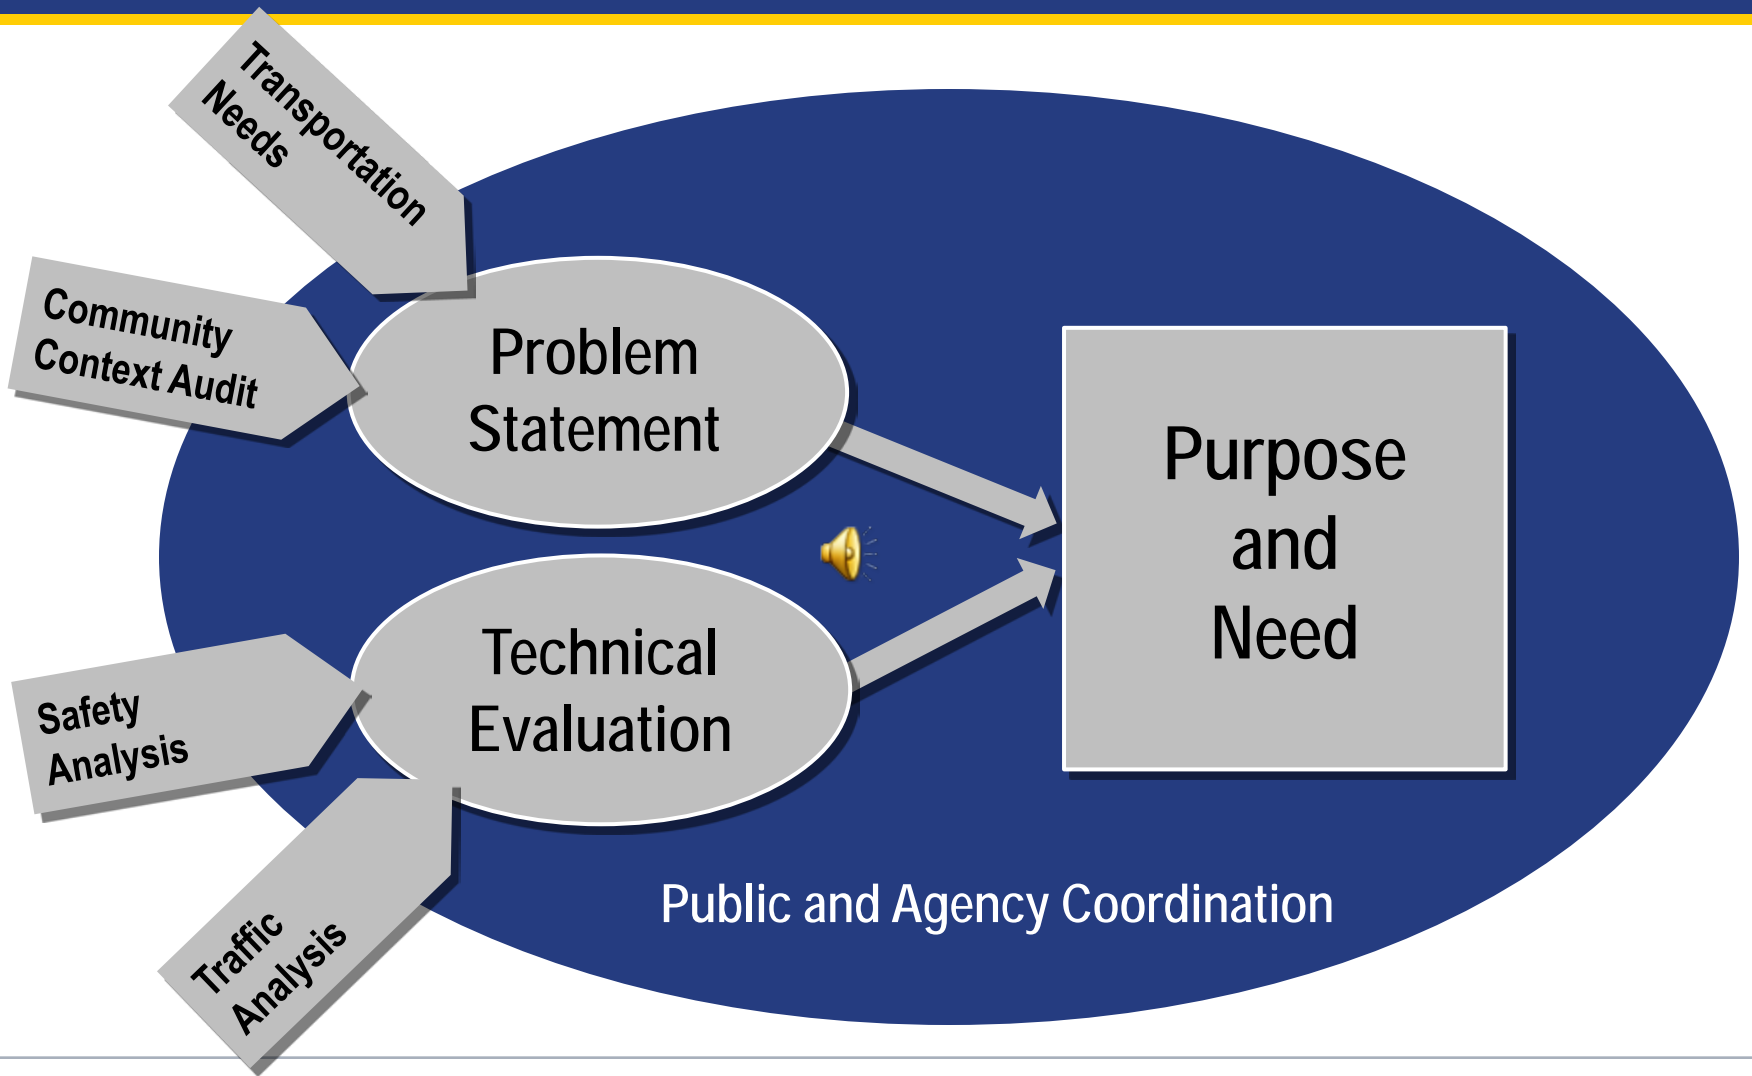 Transportation
Needs
Community
Context Audit
Problem
Statement
Purpose
and
Need
Technical
Evaluation
Safety
Analysis
Traffic
Analysis
Public and Agency Coordination